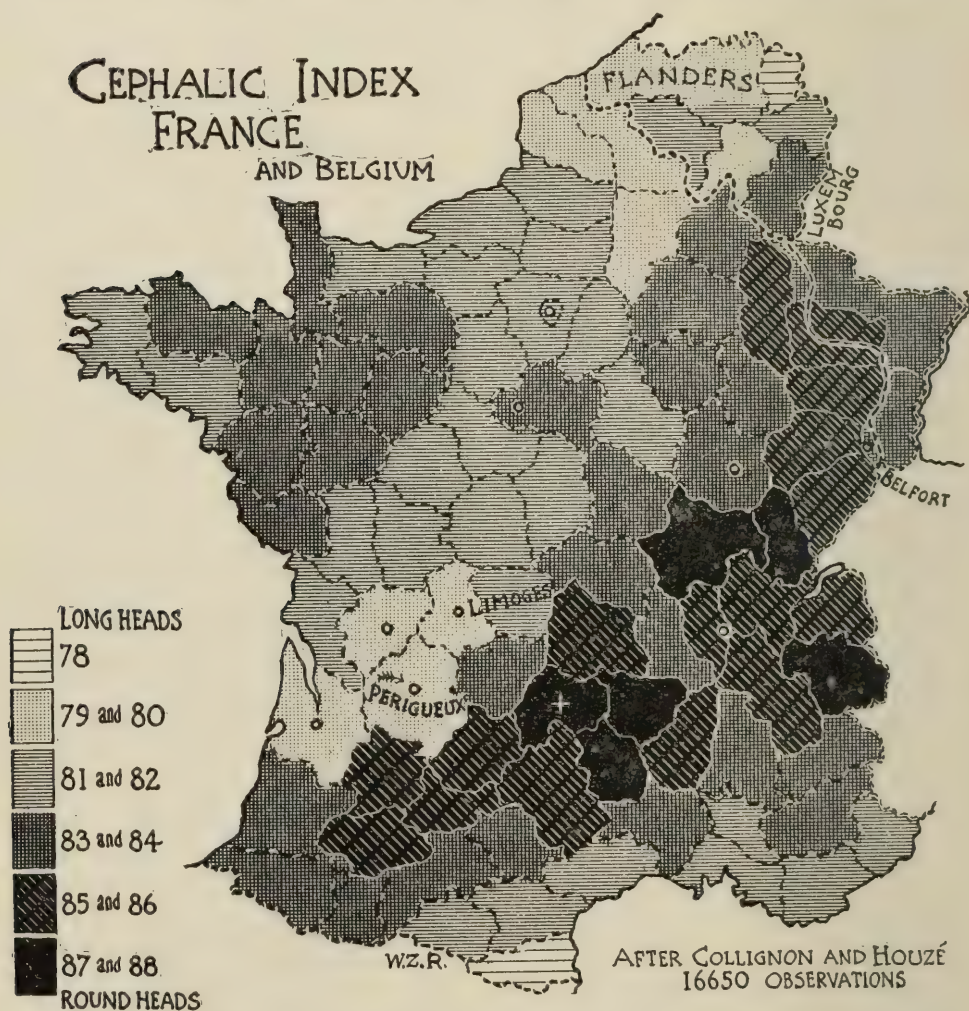 CEPHALIC INDEX
FRANCE
AND BELGIUM
FLANDERS
LUXEM
BOURG
BELFORT
LIMOGES
PERIGUEUX
LONG HEADS
78
79 and 80
81 and 82
83 and 84
85 and 86
87 and 88
ROUND HEADS
W.Z.R.
AFTER COLLIGNON AND HOUZÉ
16650 OBSERVATIONS